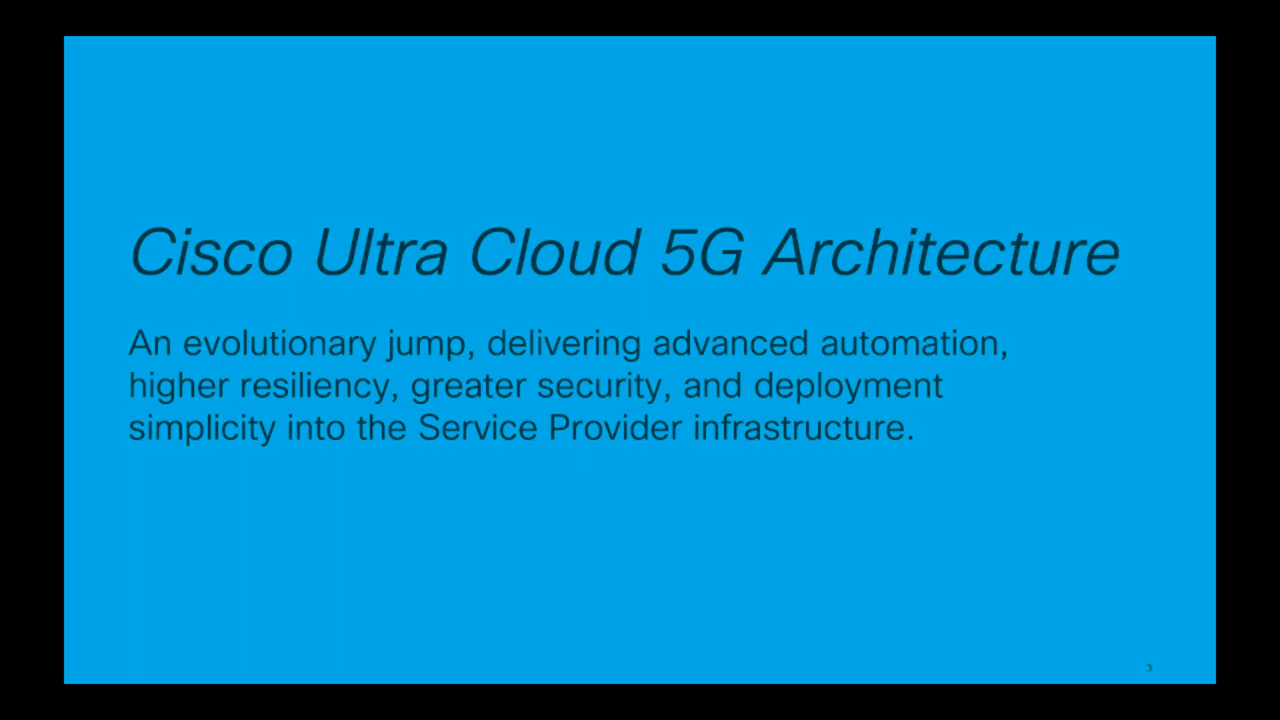 Cisco Ultra Cloud 5G Architecture
An evolutionary jump, delivering advanced automation,
higher resiliency, greater security, and deployment
simplicity into the Service Provider infrastructure.
3